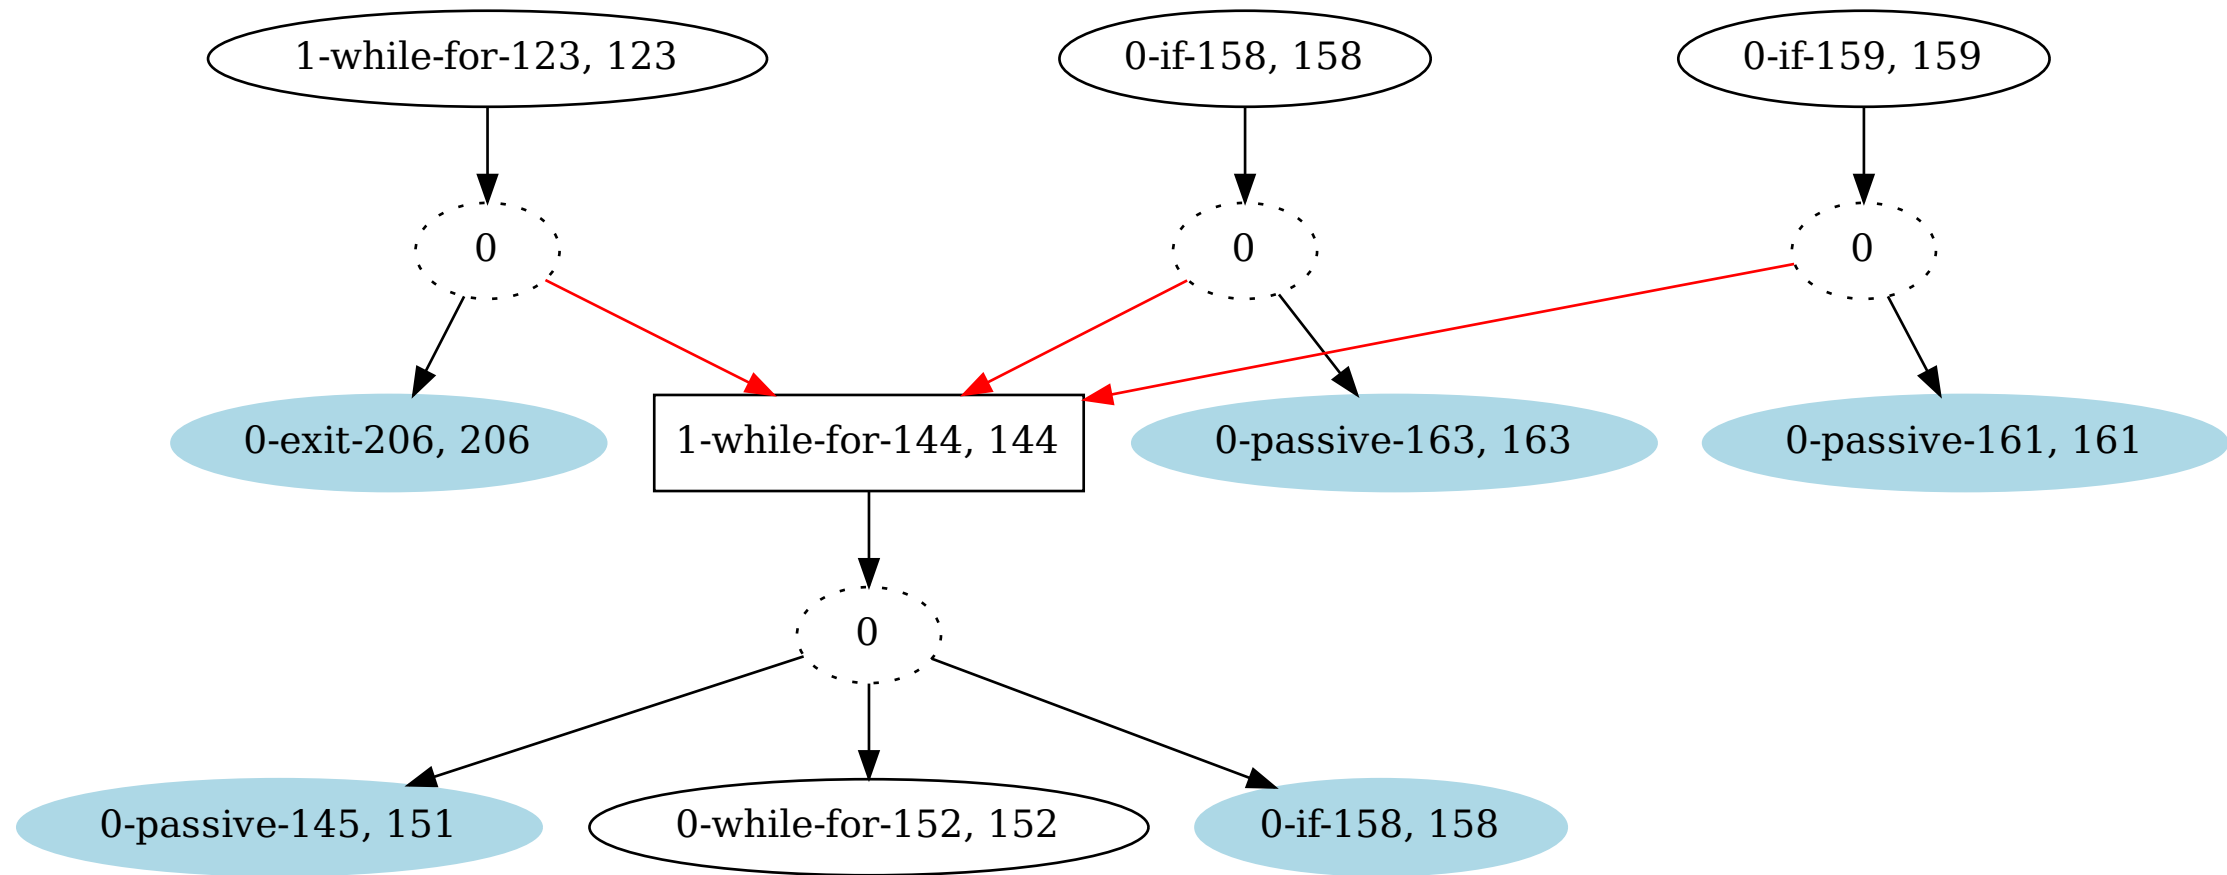 1-while-for-123, 123
0-if-158, 158
0-if-159, 159
0
0
0
0-exit-206, 206
1-while-for-144, 144
0-passive-163, 163
0-passive-161, 161
0
0-passive-145, 151
0-while-for-152, 152
0-if-158, 158